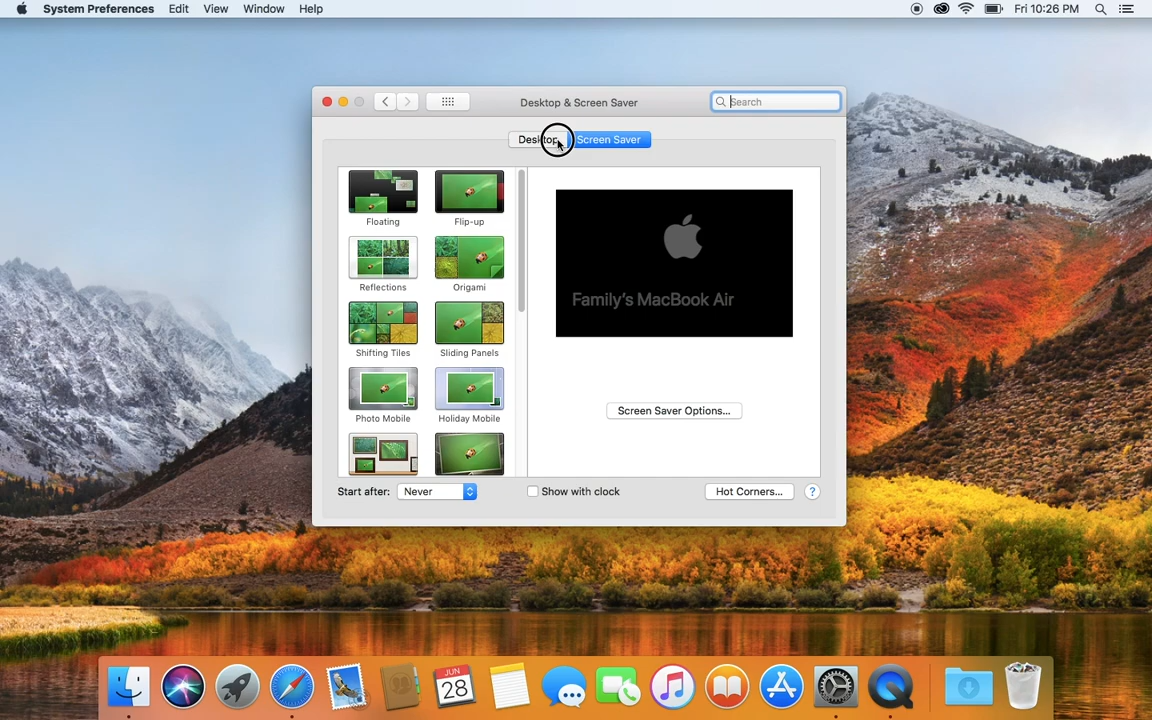 System Preferences Edit View Window Help Fri 10:26 PM
Desktop & Screen Saver Search
Desktop Screen Saver
Floating Flip-up
Family's MacBook Air
Reflections Origami
Shifting Tiles Sliding Panels
Photo Mobile Holiday Mobile
Screen Saver Options...
Start after: Never Show with clock Hot Corners... ?
JUN
28